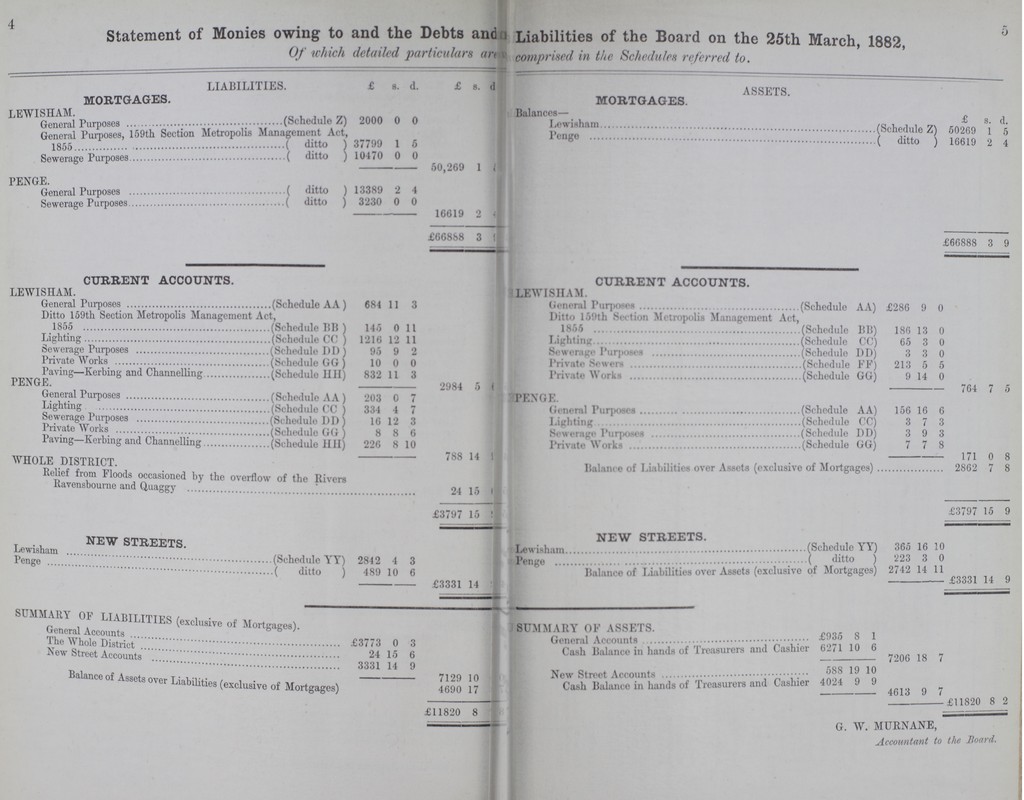 4
Statement of Monies owing to and the Debts and
Of which detailed particulars are
LIABILITIES. £ s. d. £ s. d
MORTGAGES.
LEWISHAM.
General Purposes (Schedule Z) 2000 0 0
General Purposes, 159th Section Metropolis Management Act,
1855 ( ditto ) 37799 1 5
Sewerage Purposes ( ditto ) 10470 0 0
50,269 1
PENGE.
General Purposes ( ditto ) 13389 2 4
Sewerage Purposes ( ditto ) 3230 0 0
16619 2
£66888 3
CURRENT ACCOUNTS.
LEWISHAM.
General Purposes (Schedule AA) 684 11 3
Ditto 159th Section Metropolis Management Act,
1855 (Schedule BB) 145 0 11
Lighting (Schedule CC) 1216 12 11
Sewerage Purposes (Schedule DD) 95 9 2
Private Works (Schedule GG) 10 0 0
Paving—Kerbing and Channelling (Schedule HH) 832 11 3
2984 5
PENGE.
General Purposes (Schedule AA) 203 0 7
Lighting (Schedule CC) 334 4 7
Sewerage Purposes (Schedule DD) 16 12 3
Private Works (Schedule GG) 8 8 6
Paving—Kerbing and Channelling (Schedule HH) 226 8 10
788 14
WHOLE DISTRICT.
Relief from Floods occasioned by the overflow of the Rivers
Ravensbourne and Quaggy 24 15
£3797 15
NEW STREETS.
Lewisham (Schedule YY) 2842 4 3
Penge ( ditto ) 489 10 6
£3331 14
SUMMARY OF LIABILITIES (exclusive of Mortgages).
General Accounts £3773 0 3
The Whole District 24 15 6
New Street Accounts 3331 14 9
7129 10
Balance of Assets over Liabilities (exclusive of Mortgages) 4690 17
£11820 8
5
Liabilities of the Board on the 25th March, 1882,
comprised in the Schedules referred to.
ASSETS.
MORTGAGES.
£ s. d.
Balances—
Lewisham (Schedule Z) 50269 1 5
Penge ( ditto ) 16619 2 4
£66888 3 9
CURRENT ACCOUNTS.
LEWISHAM.
General Purposes (Schedule AA) £286 9 0
Ditto 159th Section Metropolis Management Act,
1855 (Schedule BB) 186 13 0
Lighting (Schedule CC) 65 3 0
Sewerage Purposes (Schedule DD) 3 3 0
Private Sewers (Schedule FF) 213 5 5
Private Works (Schedule GG) 9 14 0
764 7 5
PENGE.
General Purposes (Schedule AA) 156 16 6
Lighting (Schedule CC) 3 7 3
Sewerage Purposes (Schedule DD) 3 9 3
Private Works (Schedule GG) 7 7 8
171 0 8
Balance of Liabilities over Assets (exclusive of Mortgages) 2862 7 8
£3797 15 9
NEW STREETS.
Lewisham (Schedule YY) 365 16 10
Penge ( ditto ) 223 3 0
Balance of Liabilities over Assets (exclusive of Mortgages) 2742 14 11
£3331 14 9
SUMMARY OF ASSETS.
General Accounts £935 8 1
Cash Balance in hands of Treasurers and Cashier 6271 10 6
7206 18 7
New Street Accounts 588 19 10
Cash Balance in hands of Treasurers and Cashier 4024 9 9
4613 9 7
£11820 8 2
G. W. MURNANE,
Accountant to the Board.